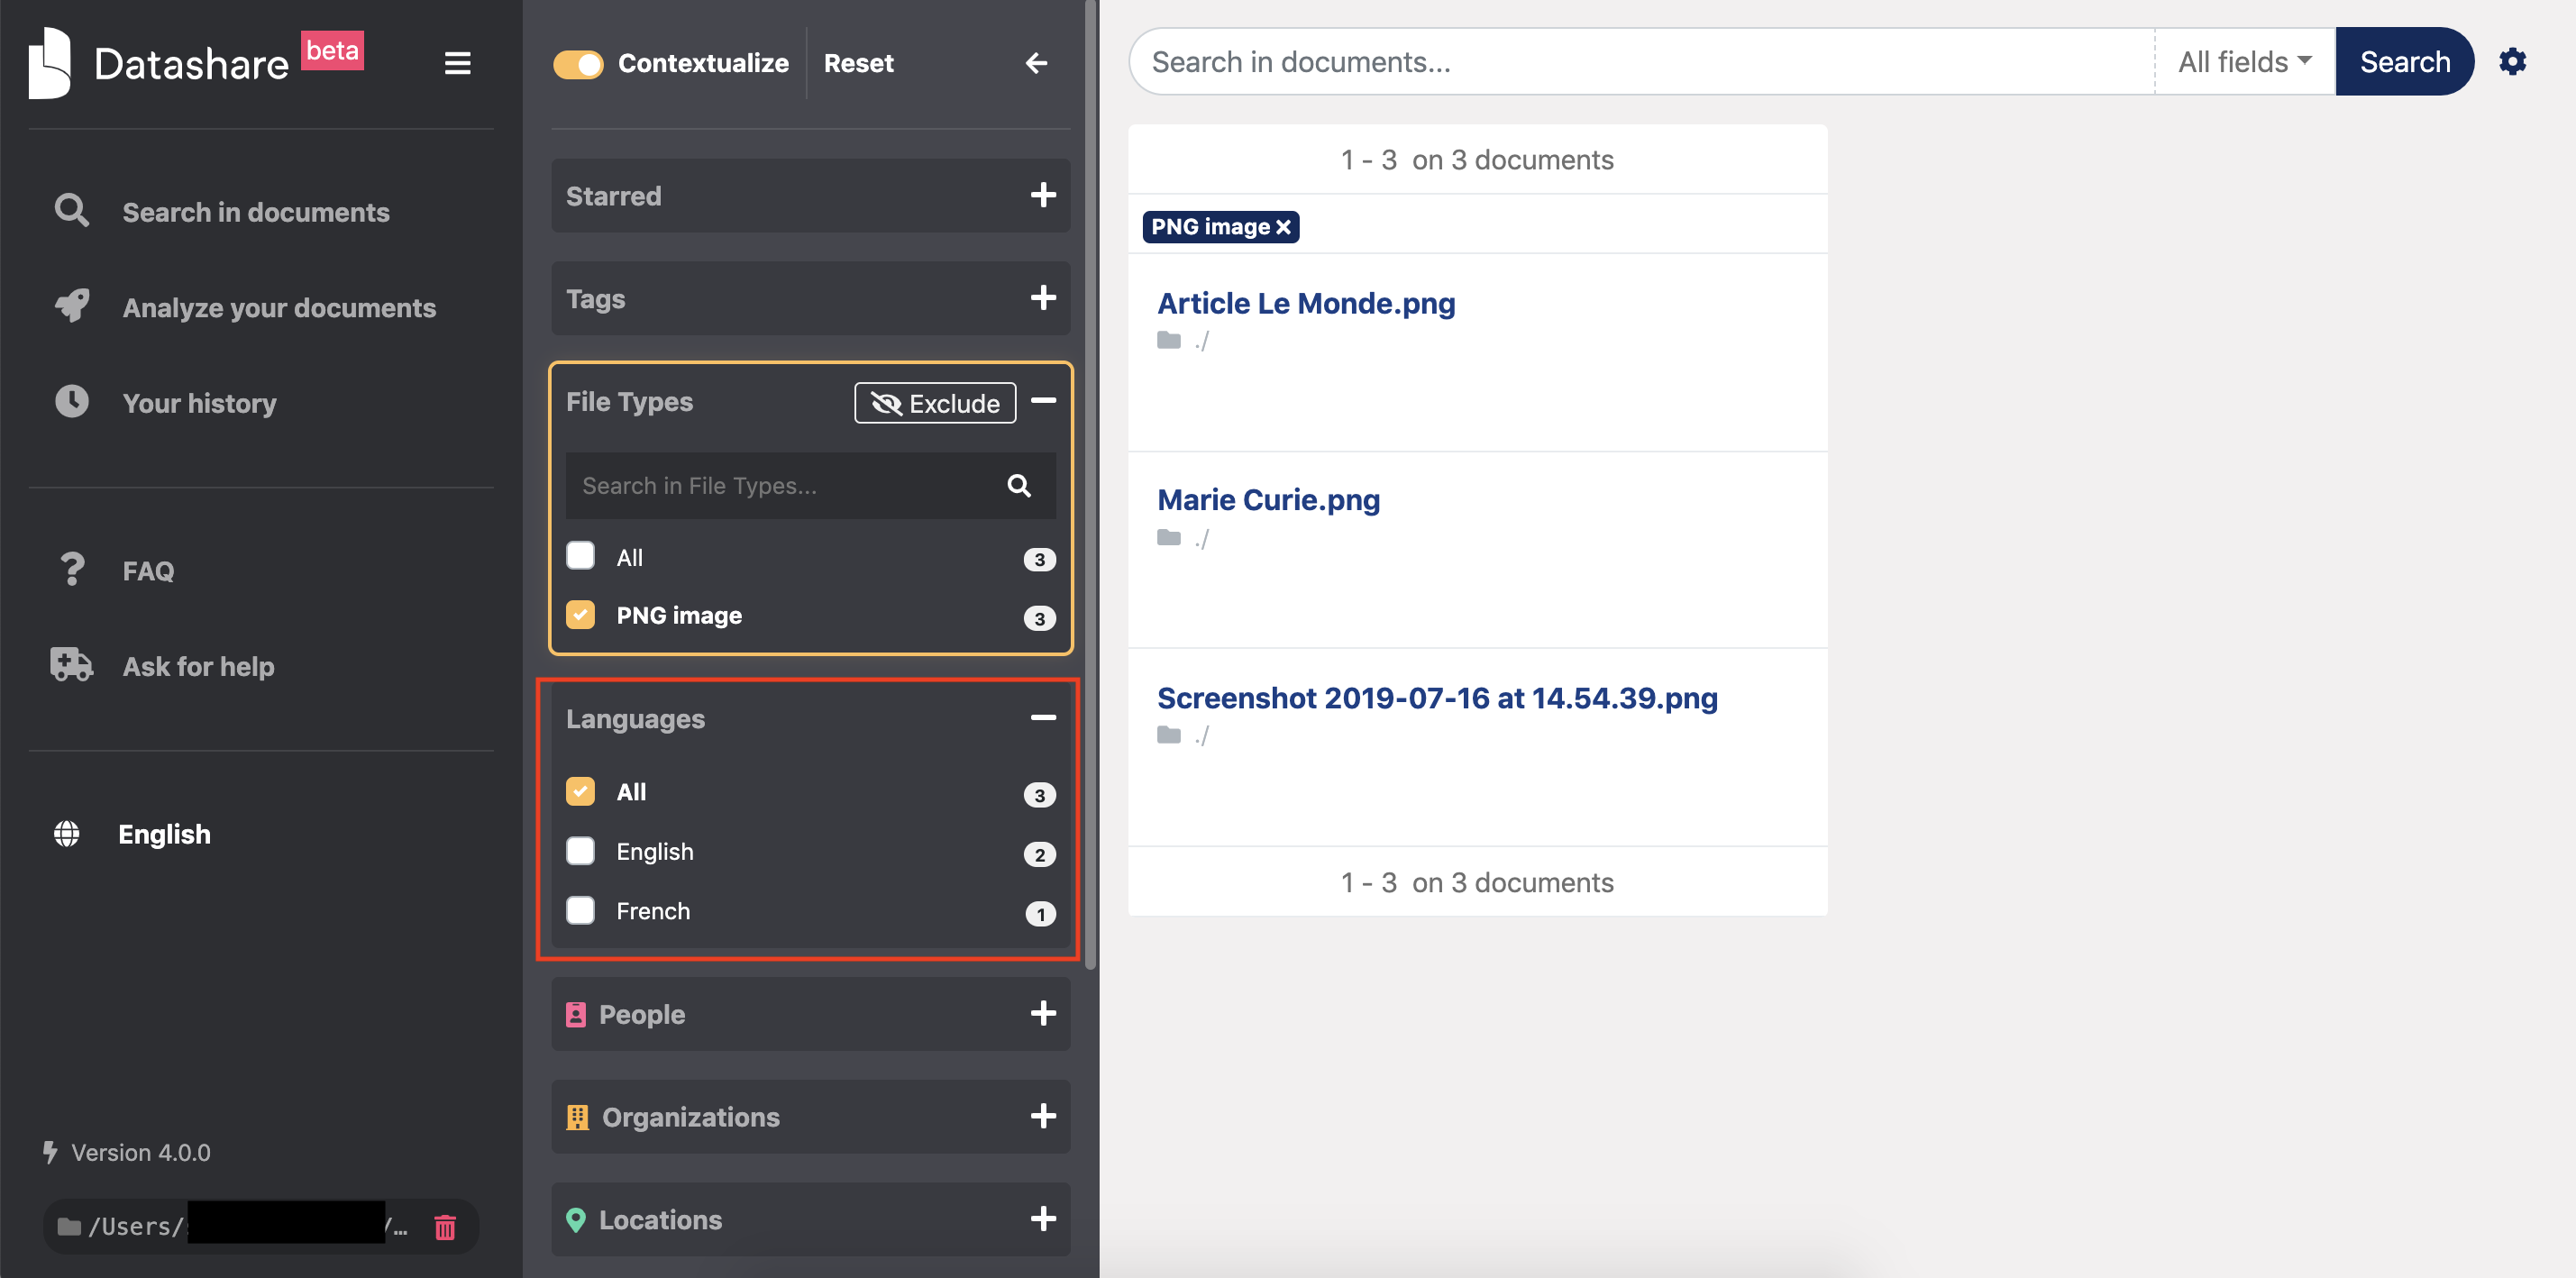 Datashare beta
Search in documents
Analyze your documents
Your history
FAQ
Ask for help
English
Version 4.0.0
/Users/ /…
Contextualize Reset
Starred
Tags
File Types Exclude
Search in File Types...
All 3
PNG image 3
Languages
All 3
English 2
French 1
People
Organizations
Locations
Search in documents... All fields Search
1 - 3 on 3 documents
PNG image
Article Le Monde.png
./
Marie Curie.png
./
Screenshot 2019-07-16 at 14.54.39.png
./
1 - 3 on 3 documents